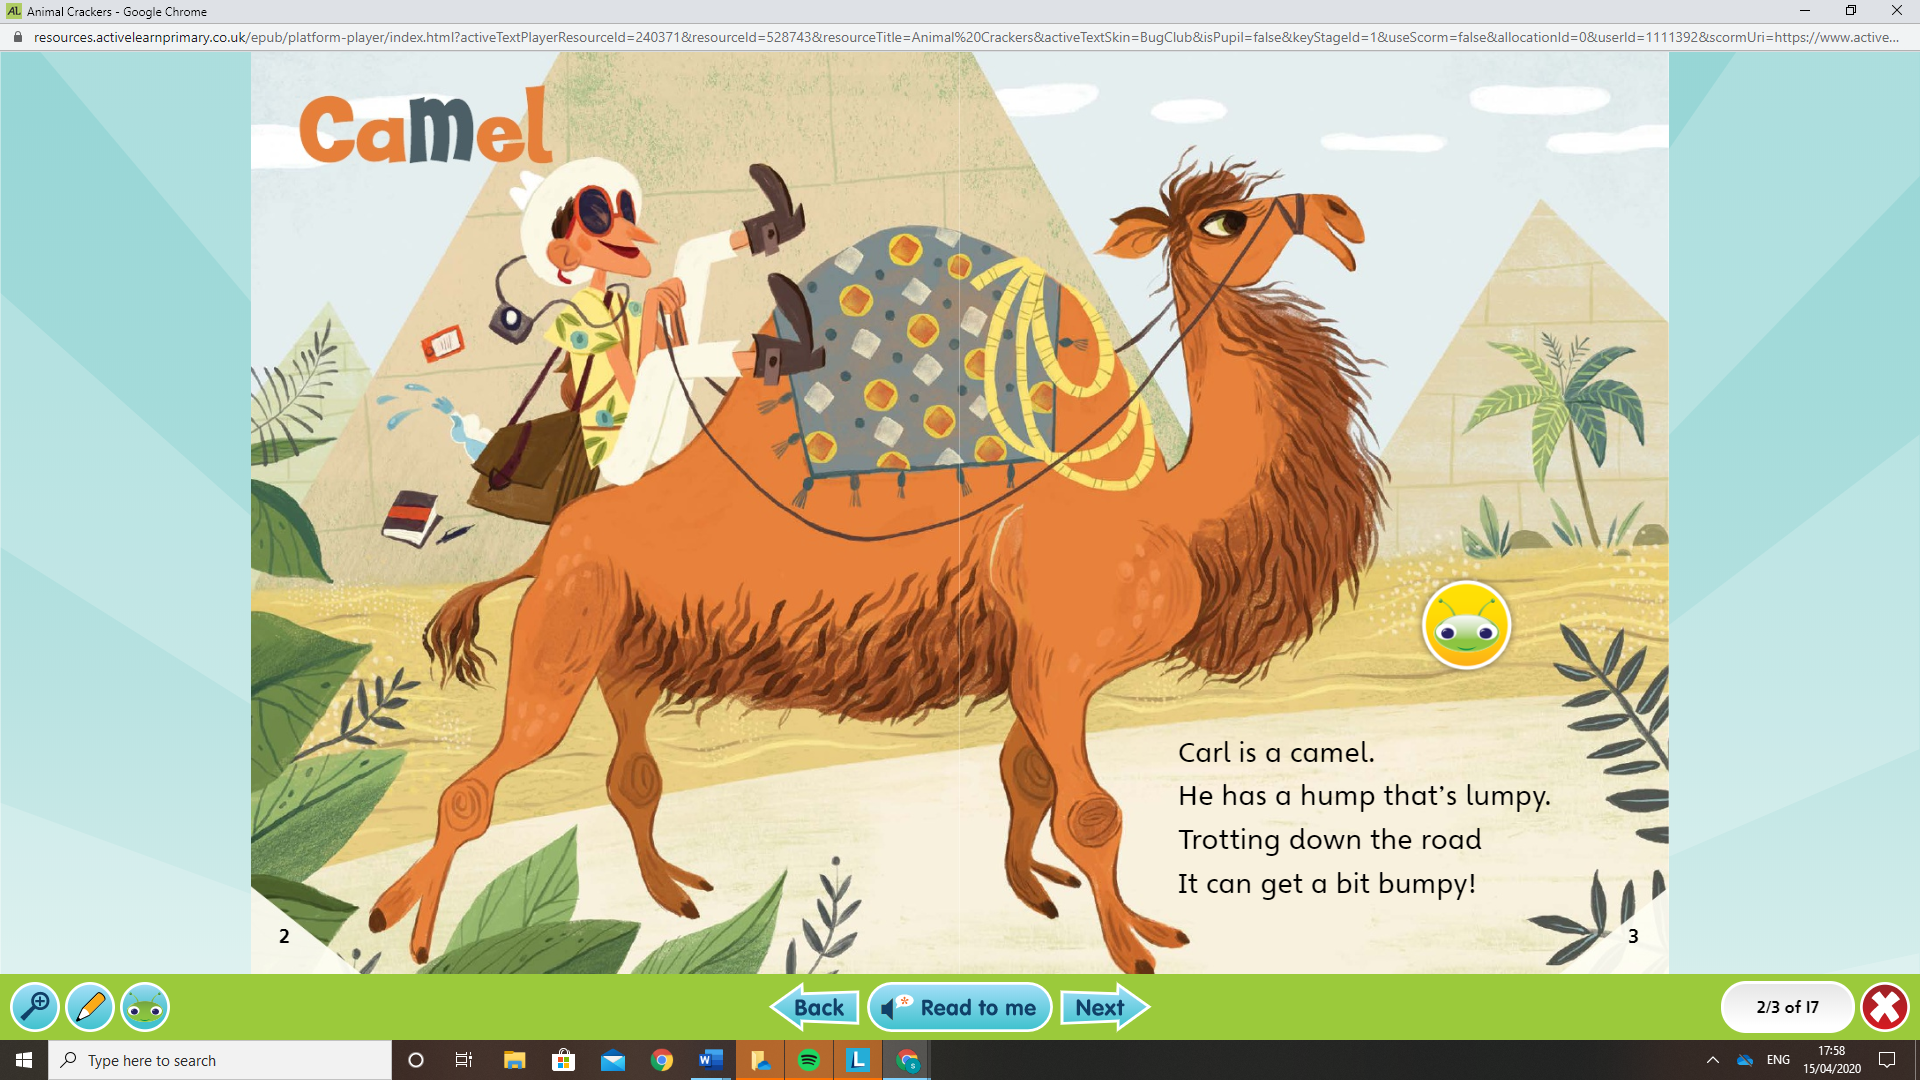 Animal Crackers - Google Chrome
resources.activelearnprimary.co.uk/epub/platform-player/index.html?activeTextPlayerResourceId=240371&resourceId=528743&resourceTitle=Animal%20Crackers&activeTextSkin=BugClub&isPupil=false&keyStageId=1&useScorm=false&allocationId=0&userId=1111392&scormUri=https://www.active...
Camel
Carl is a camel.
He has a hump that's lumpy.
Trotting down the road
It can get a bit bumpy!
2
3
Back
Read to me
Next
2/3 of 17
Type here to search
ENG
17:58
15/04/2020